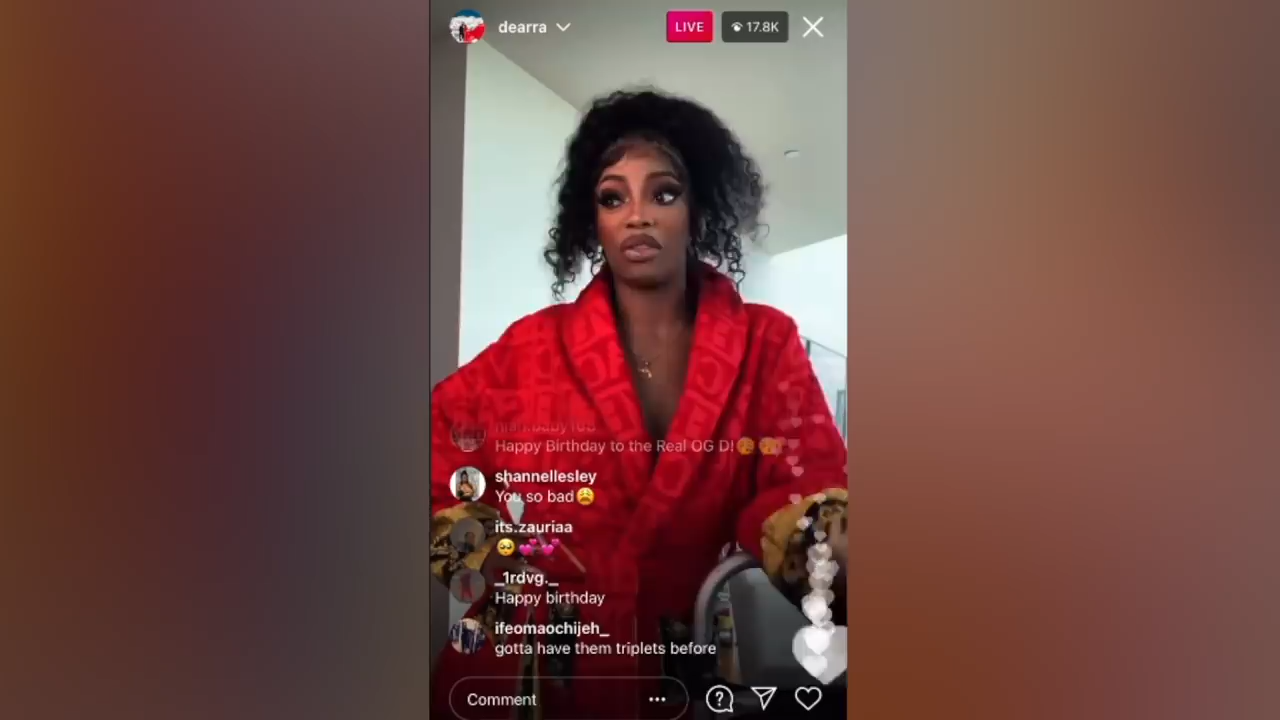 dearra
LIVE
17.8K
Happy Birthday to the Real OG D!🥳🥳
shannellesley
You so bad😩
its.zauriaa
🥺💕💕
_1rdvg._
Happy birthday
ifeomaochijeh_
gotta have them triplets before
Comment